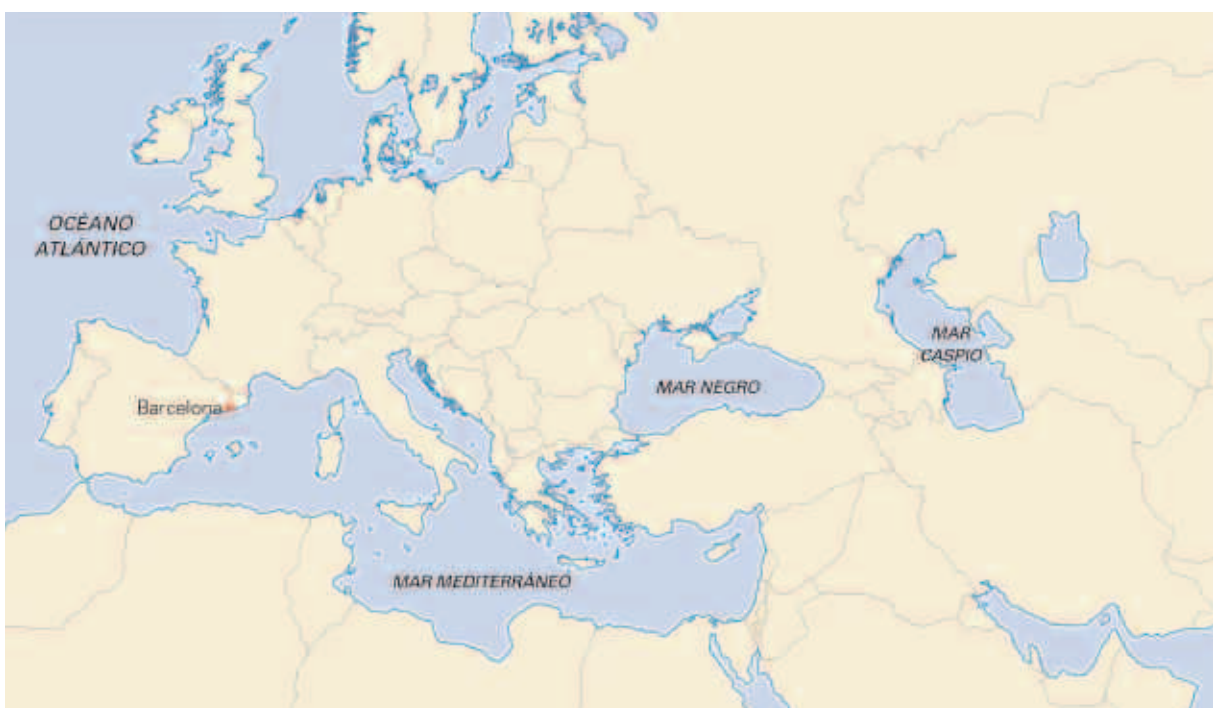 OCÉANO
ATLÁNTICO
Barcelona
MAR NEGRO
MAR
CASPIO
MAR MEDITERRÁNEO